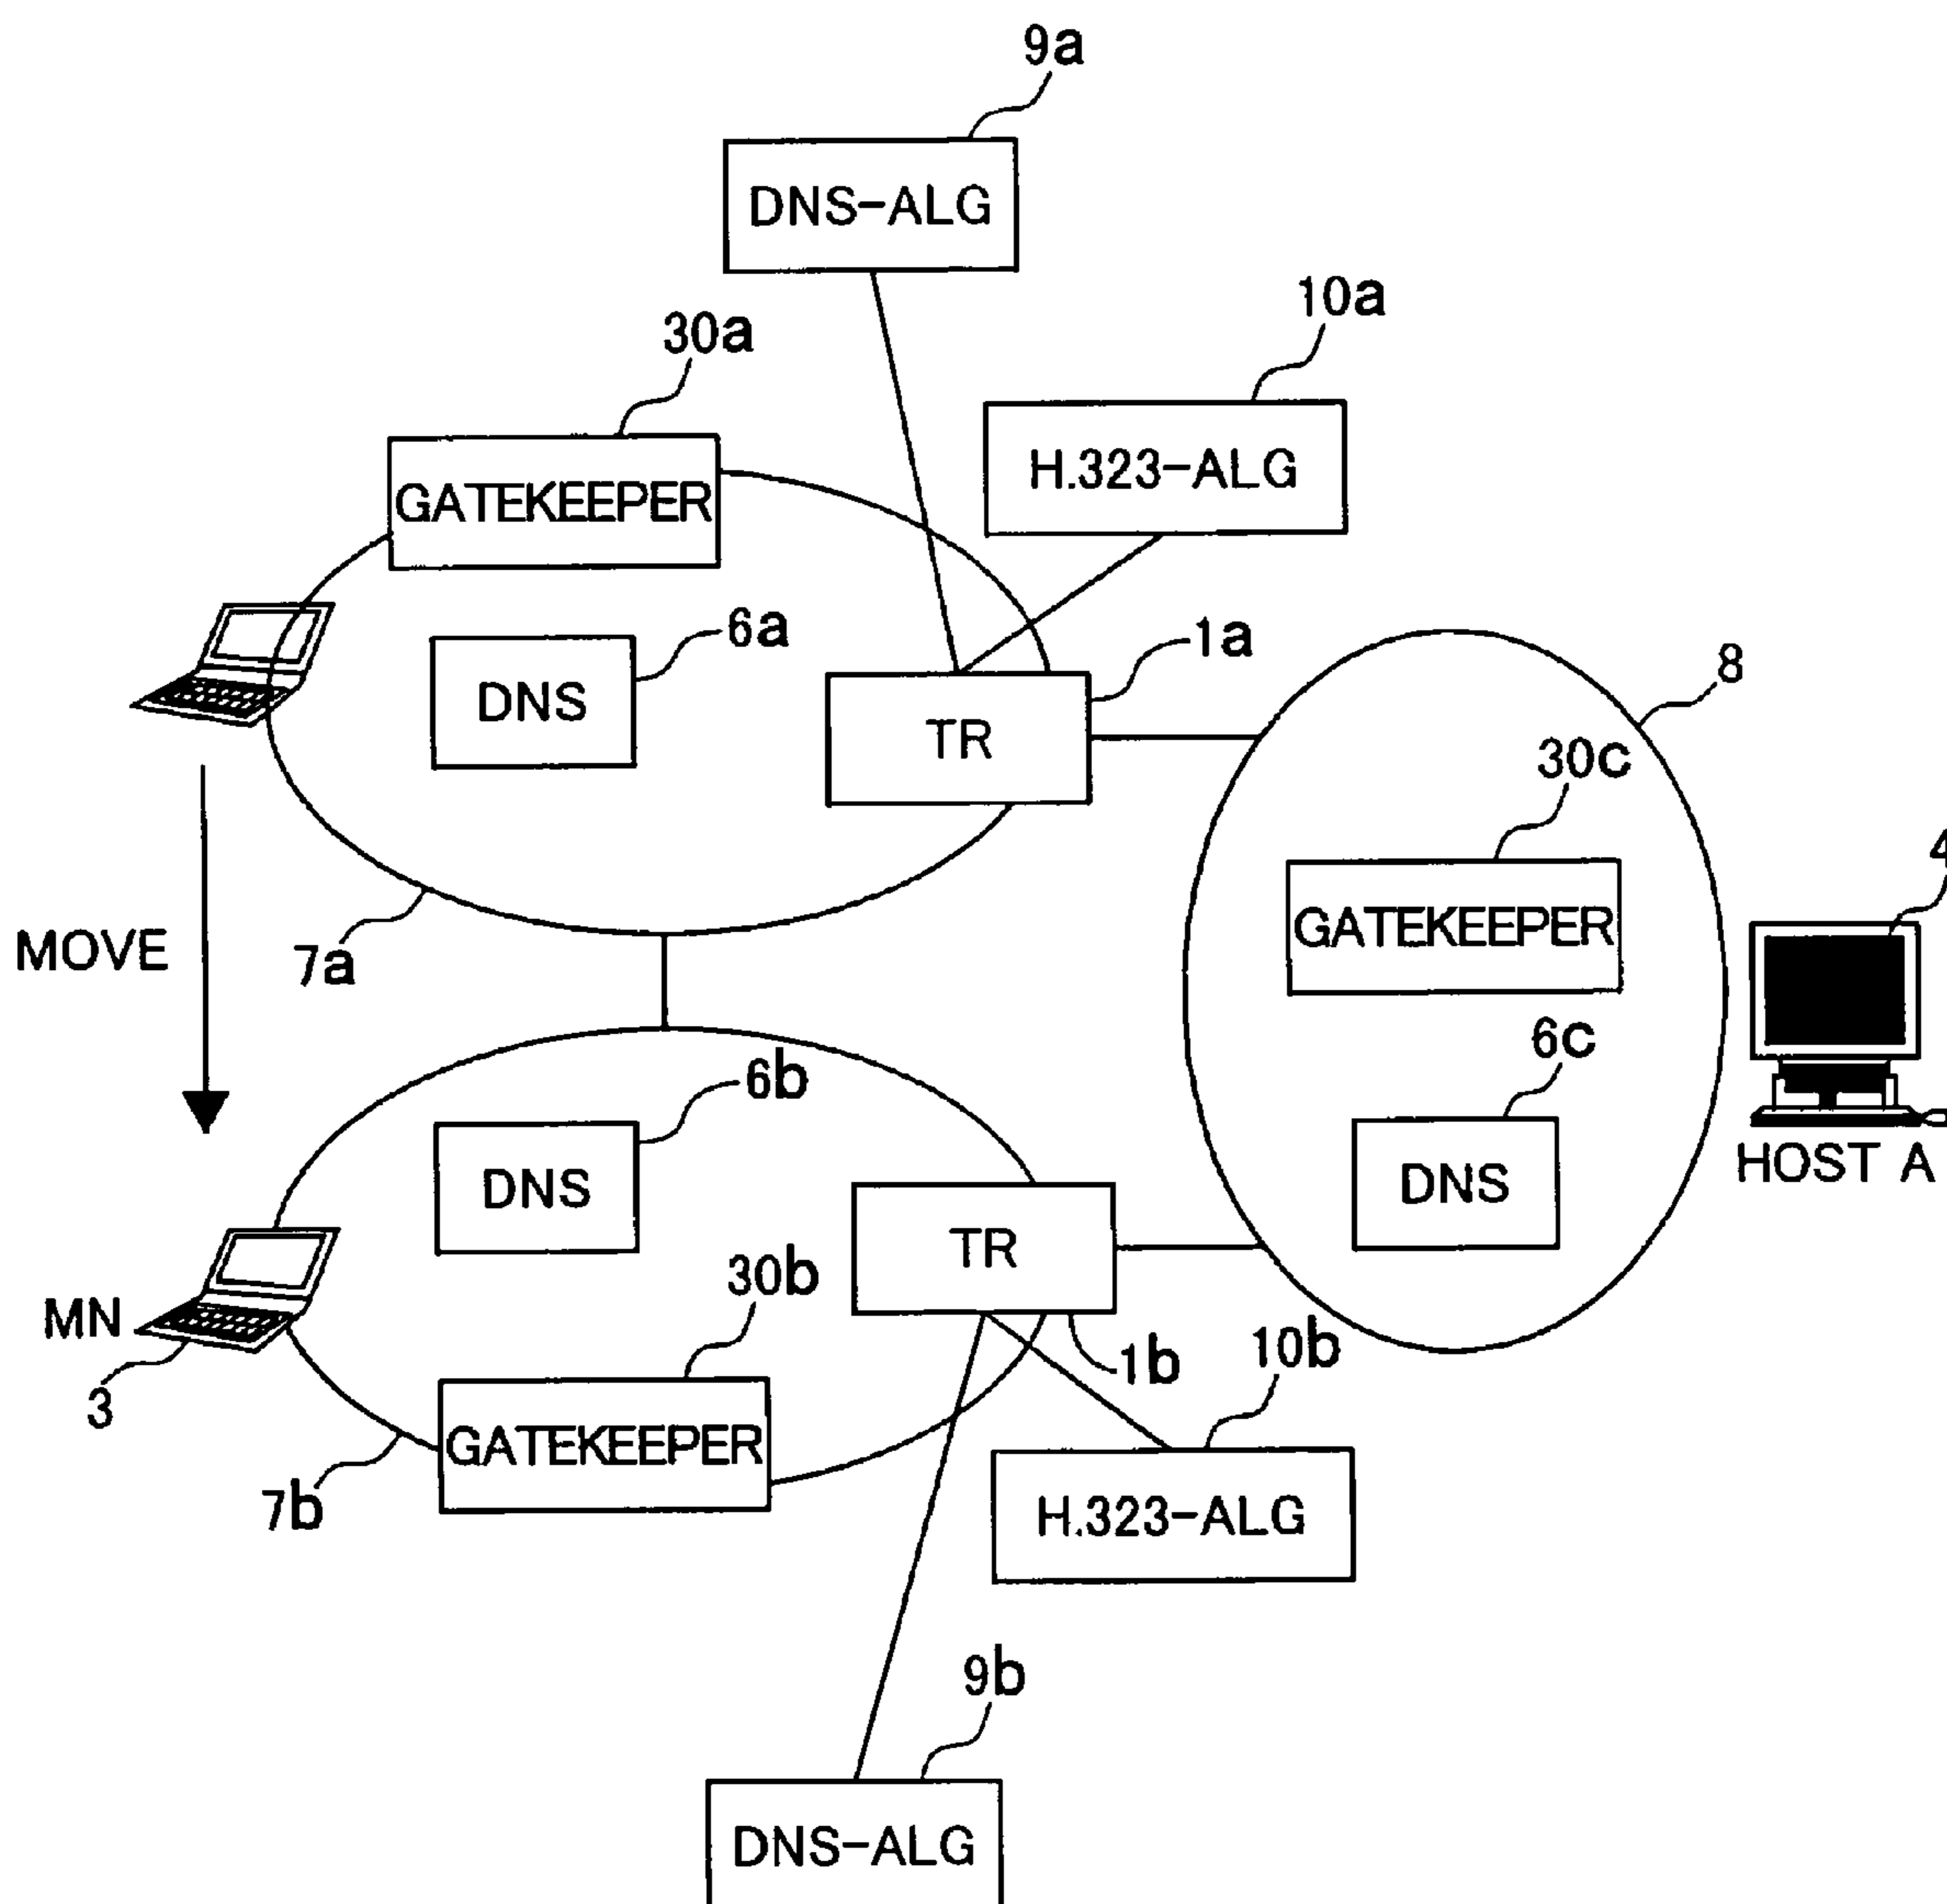 9a
DNS-ALG
10a
30a
H.323-ALG
GATEKEEPER
6a
1a
8
DNS
TR
30c
4
GATEKEEPER
MOVE
7a
6c
6b
DNS
DNS
HOST A
TR
30b
MN
1b
10b
3
GATEKEEPER
7b
H.323-ALG
9b
DNS-ALG